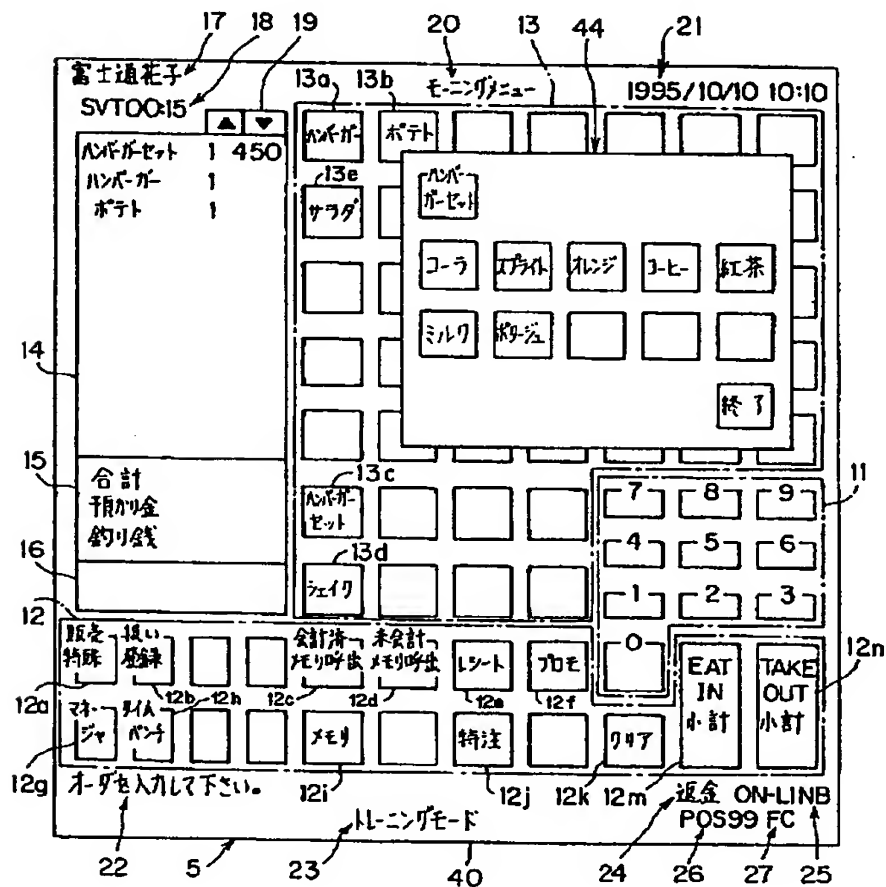 17 18 19 20 13 44 21
富士通花子
SVT00:15
13a 13b モーニングメニュー 1995/10/10 10:10
▲ ▼
ハンバーガー ポテト
ハンバーガーセット 1 450
ハンバーガー 1
ポテト 1
13e
サラダ
ハンバーガーセット
コーラ スプライト オレンジ コーヒー 紅茶
ミルク ポタージュ
終了
14
15
合計
預かり金
釣り銭
16
13c
ハンバーガーセット
13d
シェイク
11
7 8 9
4 5 6
1 2 3
0
12
販売特殊 扱い登録 会計済メモリ呼出 未会計メモリ呼出 レシート プロモ
EAT IN 小計 TAKE OUT 小計
12n
12a 12b 12h 12c 12d 12e 12f
マネージャ タイムパンチ メモリ 特注 クリア
12g 12i 12j 12k 12m
オーダを入力して下さい。
返金 ON-LINE
トレーニングモード
POS99 FC
22 5 23 40 24 26 27 25